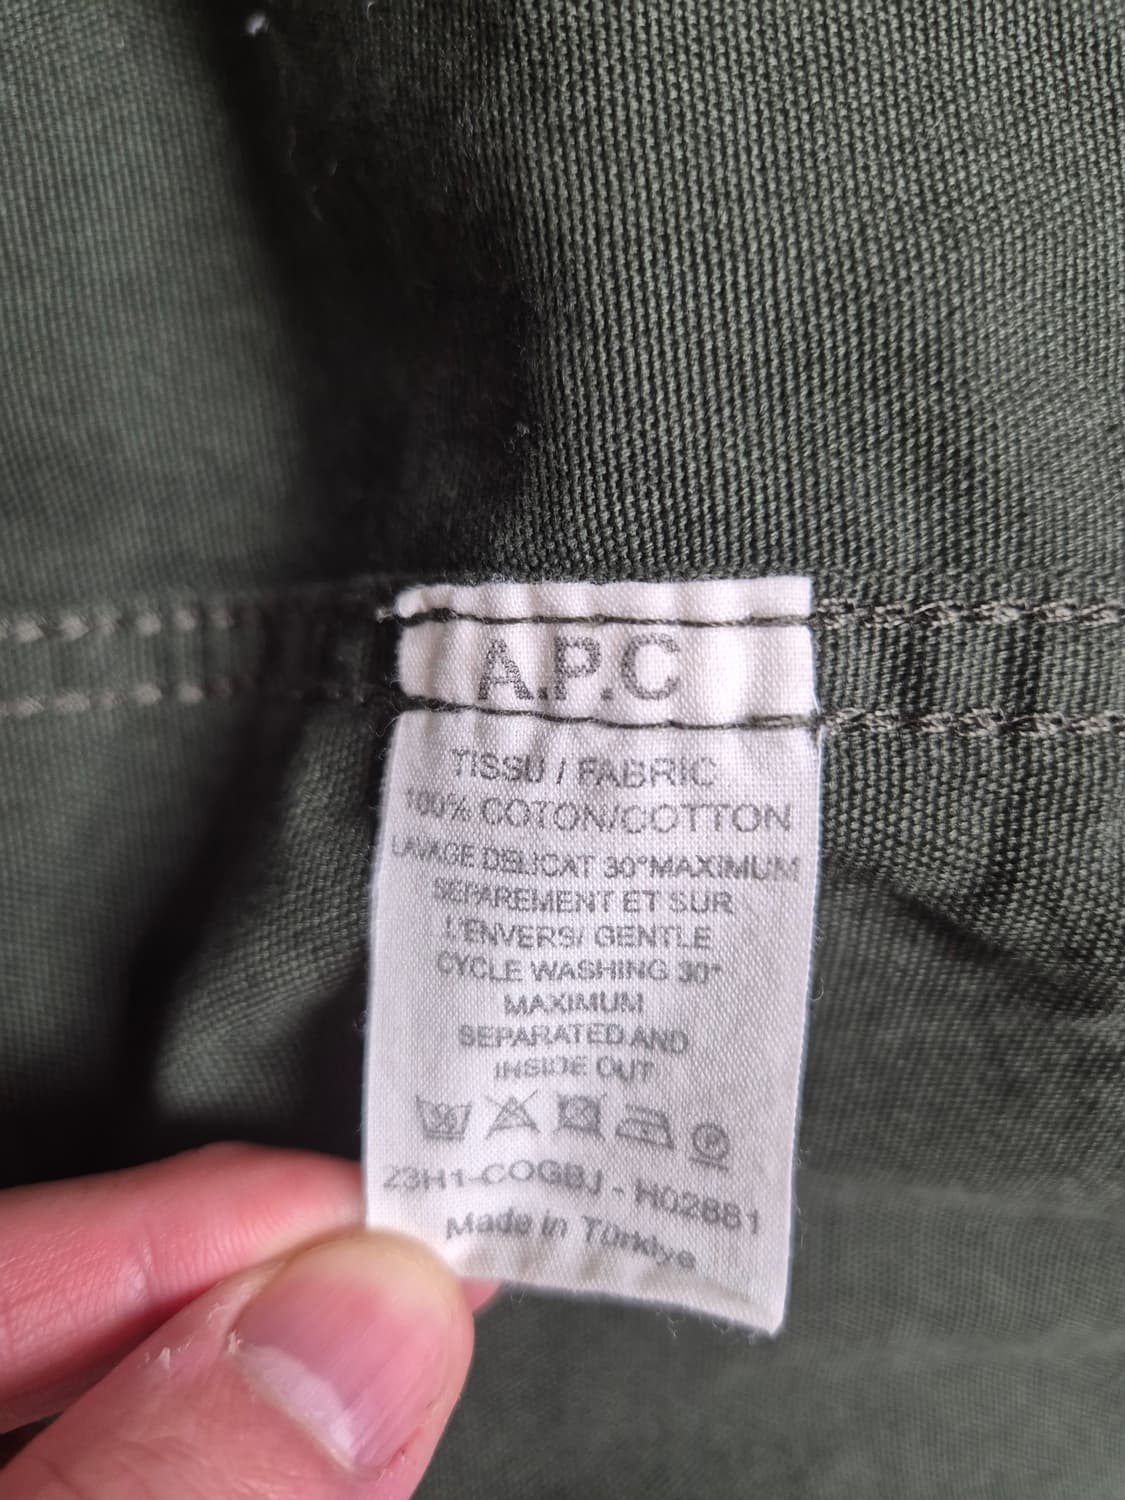 A.P.C
TISSU / FABRIC
100% COTON/COTTON
LAVAGE DELICAT 30°MAXIMUM
SEPAREMENT ET SUR
L'ENVERS/ GENTLE
CYCLE WASHING 30°
MAXIMUM
SEPARATED AND
INSIDE OUT
P
23H1-COGBJ - H02881
Made in Türkiye